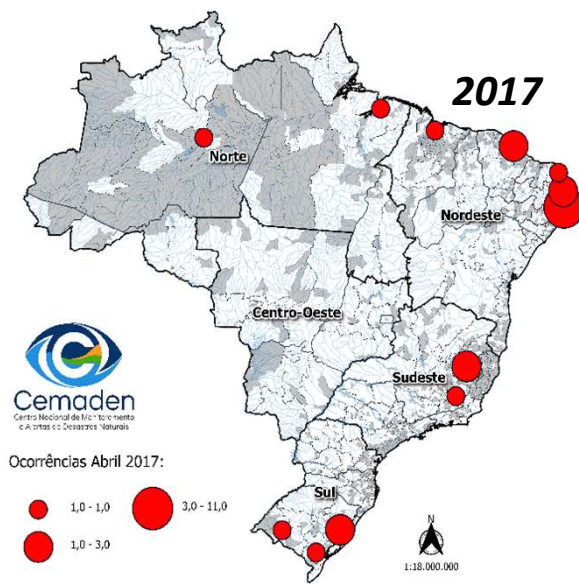 2017
Norte
Nordeste
Centro-Oeste
Sudeste
Cemaden
Centro Nacional de Monitoramento
e Alertas de Desastres Naturais
Ocorrências Abril 2017:
1,0 - 1,0
3,0 - 11,0
1,0 - 3,0
Sul
N
1:18.000.000